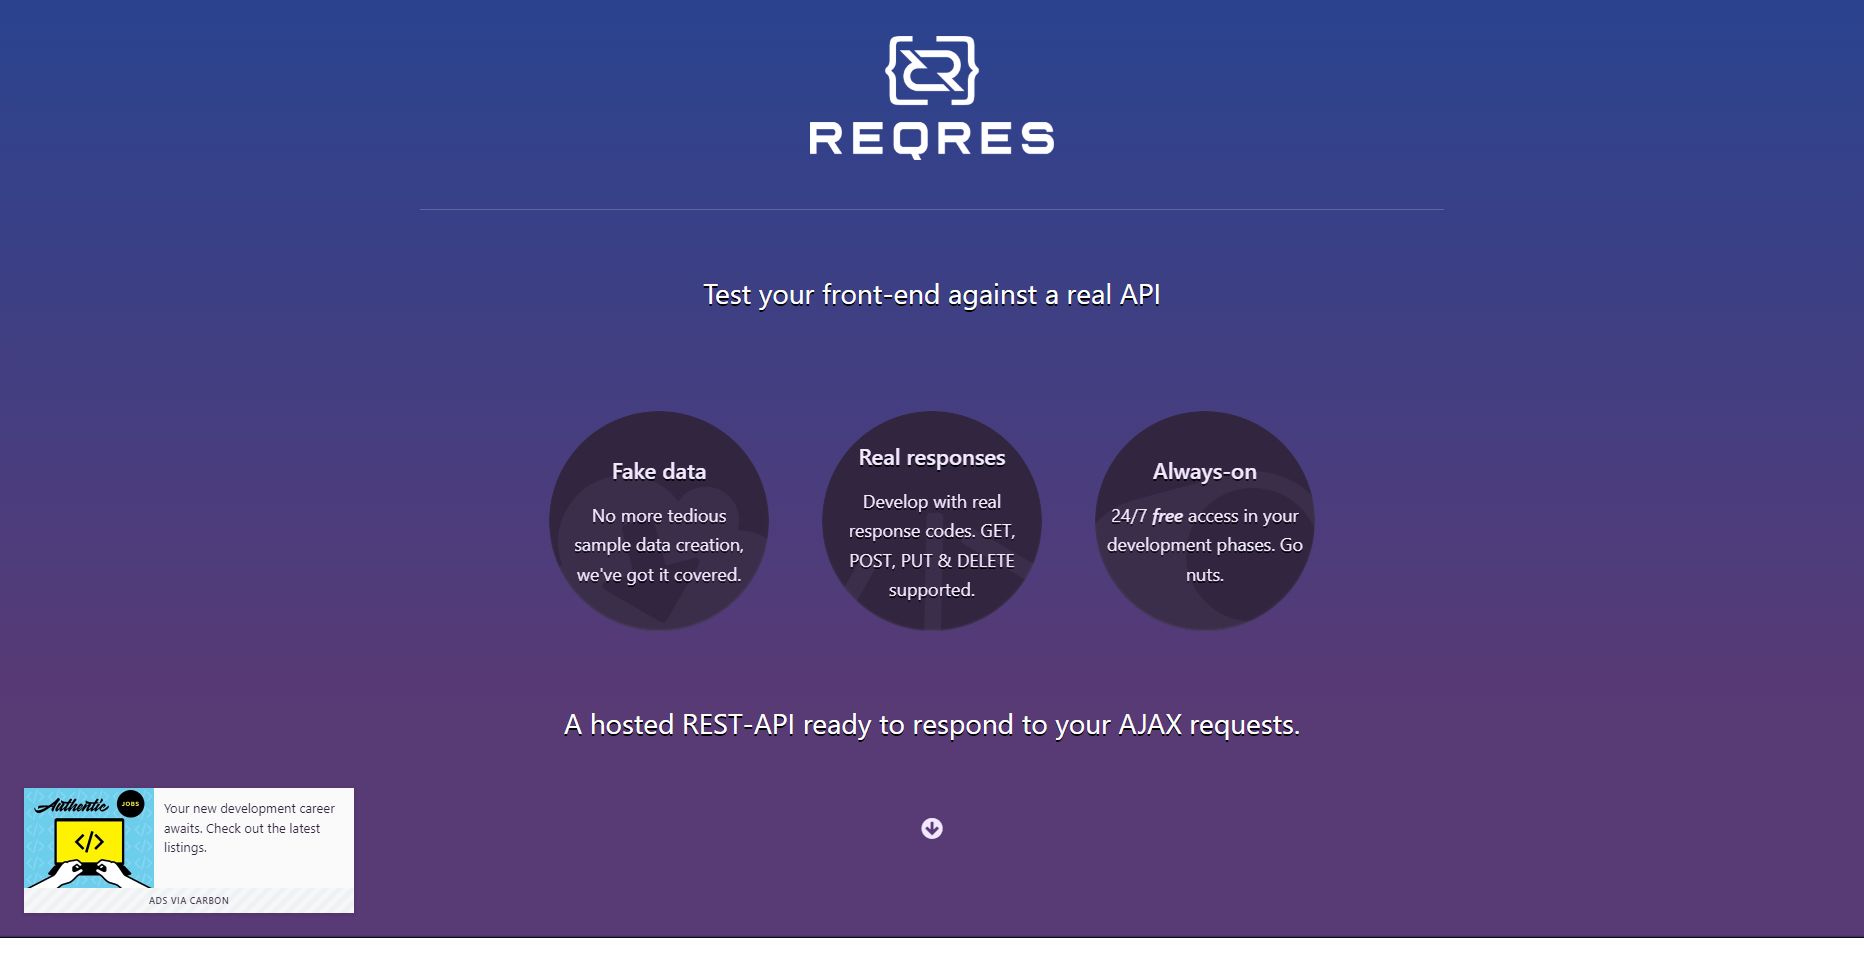 REQRES
Test your front-end against a real API
Fake data
No more tedious
sample data creation,
we've got it covered.
Real responses
Develop with real
response codes. GET,
POST, PUT & DELETE
supported.
Always-on
24/7 free access in your
development phases. Go
nuts.
A hosted REST-API ready to respond to your AJAX requests.
Authentic JOBS
</>
Your new development career
awaits. Check out the latest
listings.
ADS VIA CARBON